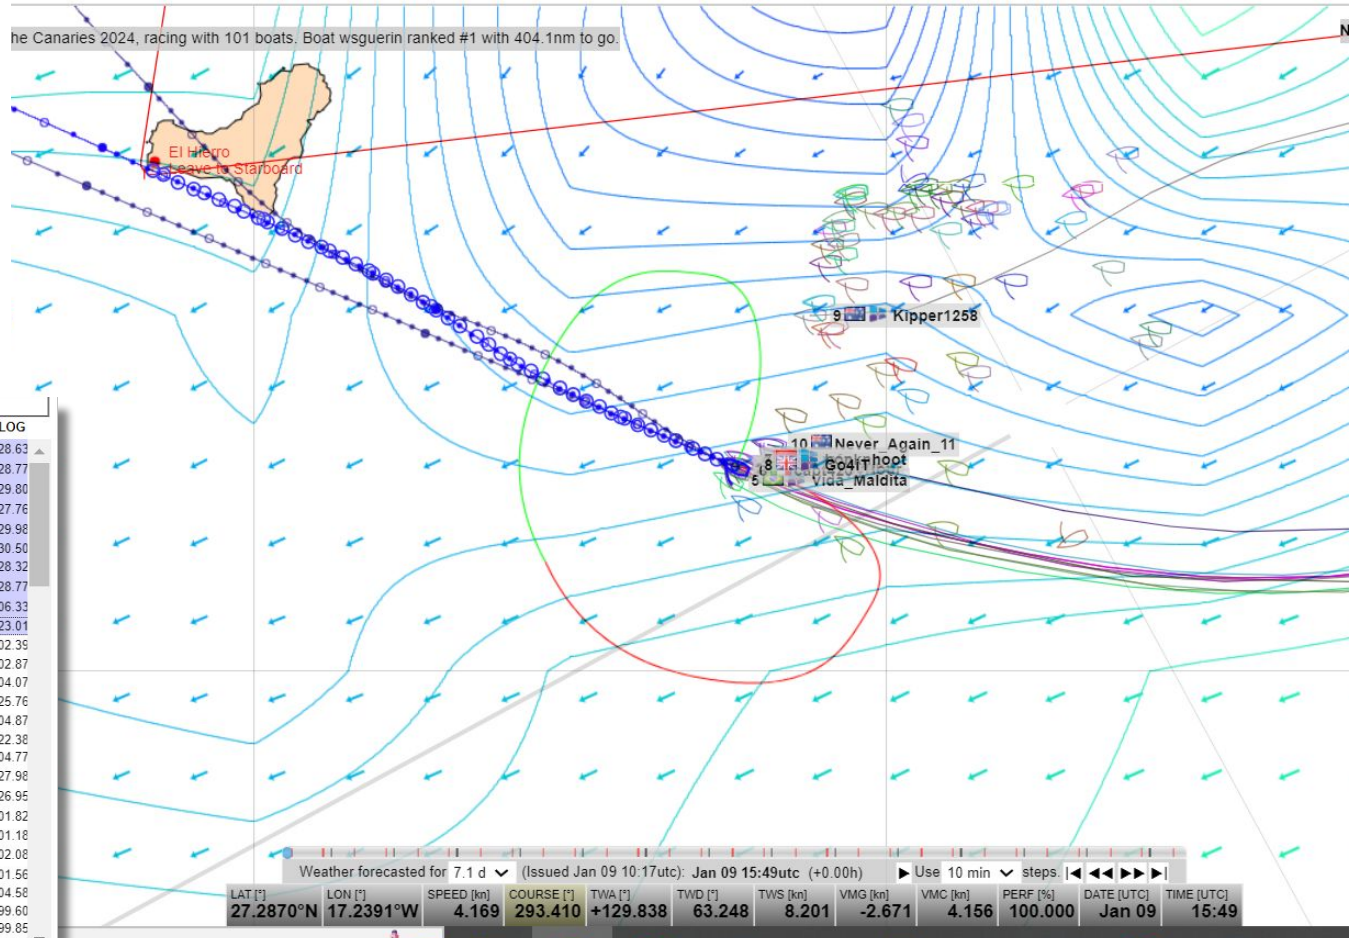 he Canaries 2024, racing with 101 boats. Boat wsguerin ranked #1 with 404.1nm to go.
N
El Hierro
Leave to Starboard
9 Kipper1258
10 Never_Again_11
hoot
8 Go4iT
5 Vida_Maldita
LOG
28.63
28.77
29.80
27.76
29.98
30.50
28.32
28.77
06.33
23.01
02.39
02.87
04.07
25.76
04.87
22.38
04.77
27.98
26.95
01.82
01.18
02.08
01.56
04.58
99.60
99.85
Weather forecasted for 7.1 d (Issued Jan 09 10:17utc): Jan 09 15:49utc (+0.00h) Use 10 min steps.
LAT [°] LON [°] SPEED [kn] COURSE [°] TWA [°] TWD [°] TWS [kn] VMG [kn] VMC [kn] PERF [%] DATE [UTC] TIME [UTC]
27.2870°N 17.2391°W 4.169 293.410 +129.838 63.248 8.201 -2.671 4.156 100.000 Jan 09 15:49